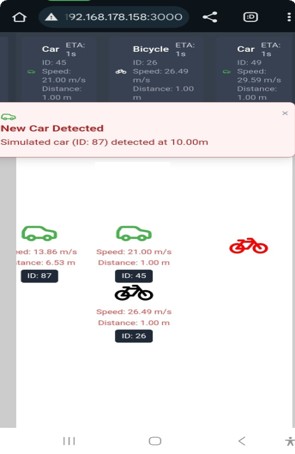 192.168.178.158:3000
Car ETA: 1s
ID: 45
Speed: 21.00 m/s
Distance: 1.00 m
Bicycle ETA: 1s
ID: 26
Speed: 26.49 m/s
Distance: 1.00 m
Car ETA: 1s
ID: 49
Speed: 29.59 m/s
Distance: 1.00 m
×
New Car Detected
Simulated car (ID: 87) detected at 10.00m
eed: 13.86 m/s
stance: 6.53 m
ID: 87
Speed: 21.00 m/s
Distance: 1.00 m
ID: 45
Speed: 26.49 m/s
Distance: 1.00 m
ID: 26